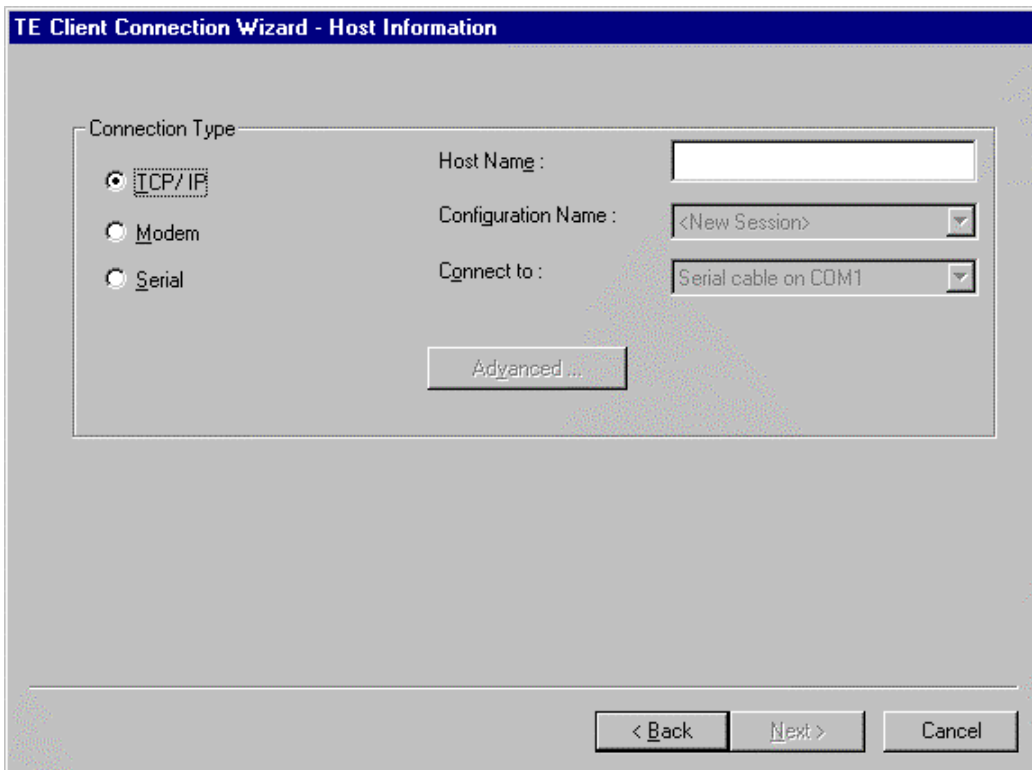 TE Client Connection Wizard - Host Information
Connection Type
TCP/ IP
Modem
Serial
Host Name :
Configuration Name :
<New Session>
Connect to :
Serial cable on COM1
Advanced ...
< Back
Next >
Cancel